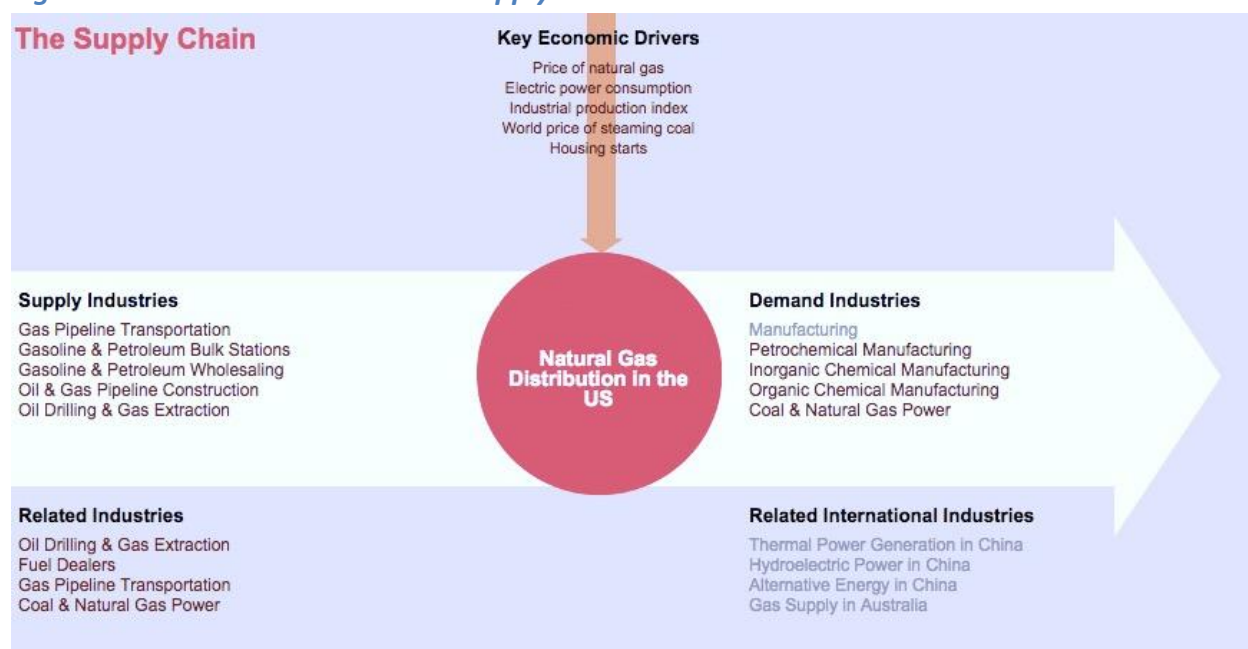 The Supply Chain
Key Economic Drivers
Price of natural gas
Electric power consumption
Industrial production index
World price of steaming coal
Housing starts
Supply Industries
Gas Pipeline Transportation
Gasoline & Petroleum Bulk Stations
Gasoline & Petroleum Wholesaling
Oil & Gas Pipeline Construction
Oil Drilling & Gas Extraction
Natural Gas
Distribution in the
US
Demand Industries
Manufacturing
Petrochemical Manufacturing
Inorganic Chemical Manufacturing
Organic Chemical Manufacturing
Coal & Natural Gas Power
Related Industries
Oil Drilling & Gas Extraction
Fuel Dealers
Gas Pipeline Transportation
Coal & Natural Gas Power
Related International Industries
Thermal Power Generation in China
Hydroelectric Power in China
Alternative Energy in China
Gas Supply in Australia